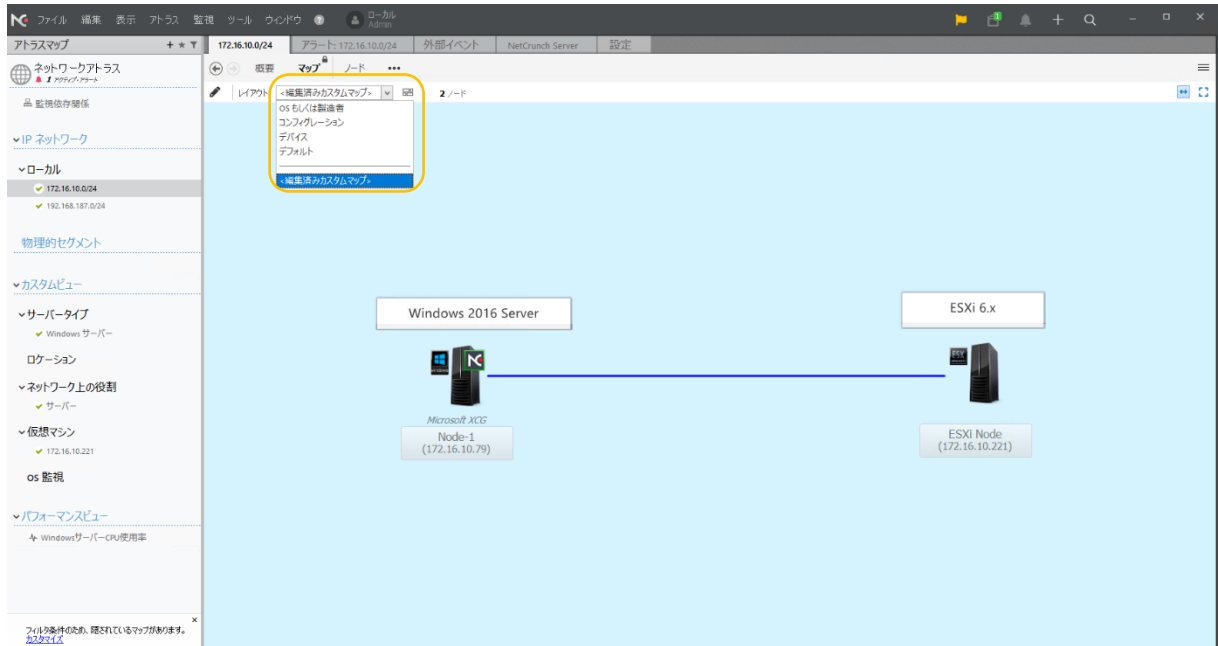 ファイル 編集 表示 アトラス 監視 ツール ウィンドウ
ローカル
Admin
アトラスマップ
172.16.10.0/24
アラート: 172.16.10.0/24
外部イベント
NetCrunch Server
設定
ネットワークアトラス
1 アクティブ・アラート
監視依存関係
IP ネットワーク
ローカル
172.16.10.0/24
192.168.187.0/24
物理的セグメント
カスタムビュー
サーバータイプ
Windows サーバー
ロケーション
ネットワーク上の役割
サーバー
仮想マシン
172.16.10.221
os 監視
パフォーマンスビュー
WindowsサーバーCPU使用率
フィルタ条件のため、隠されているマップがあります。
カスタマイズ
概要 マップ ノード
レイアウト <編集済みカスタムマップ> 2 ノード
os もしくは製造者
コンフィグレーション
デバイス
デフォルト
<編集済みカスタムマップ>
Windows 2016 Server
ESXi 6.x
Microsoft XCG
Node-1
(172.16.10.79)
ESXi Node
(172.16.10.221)